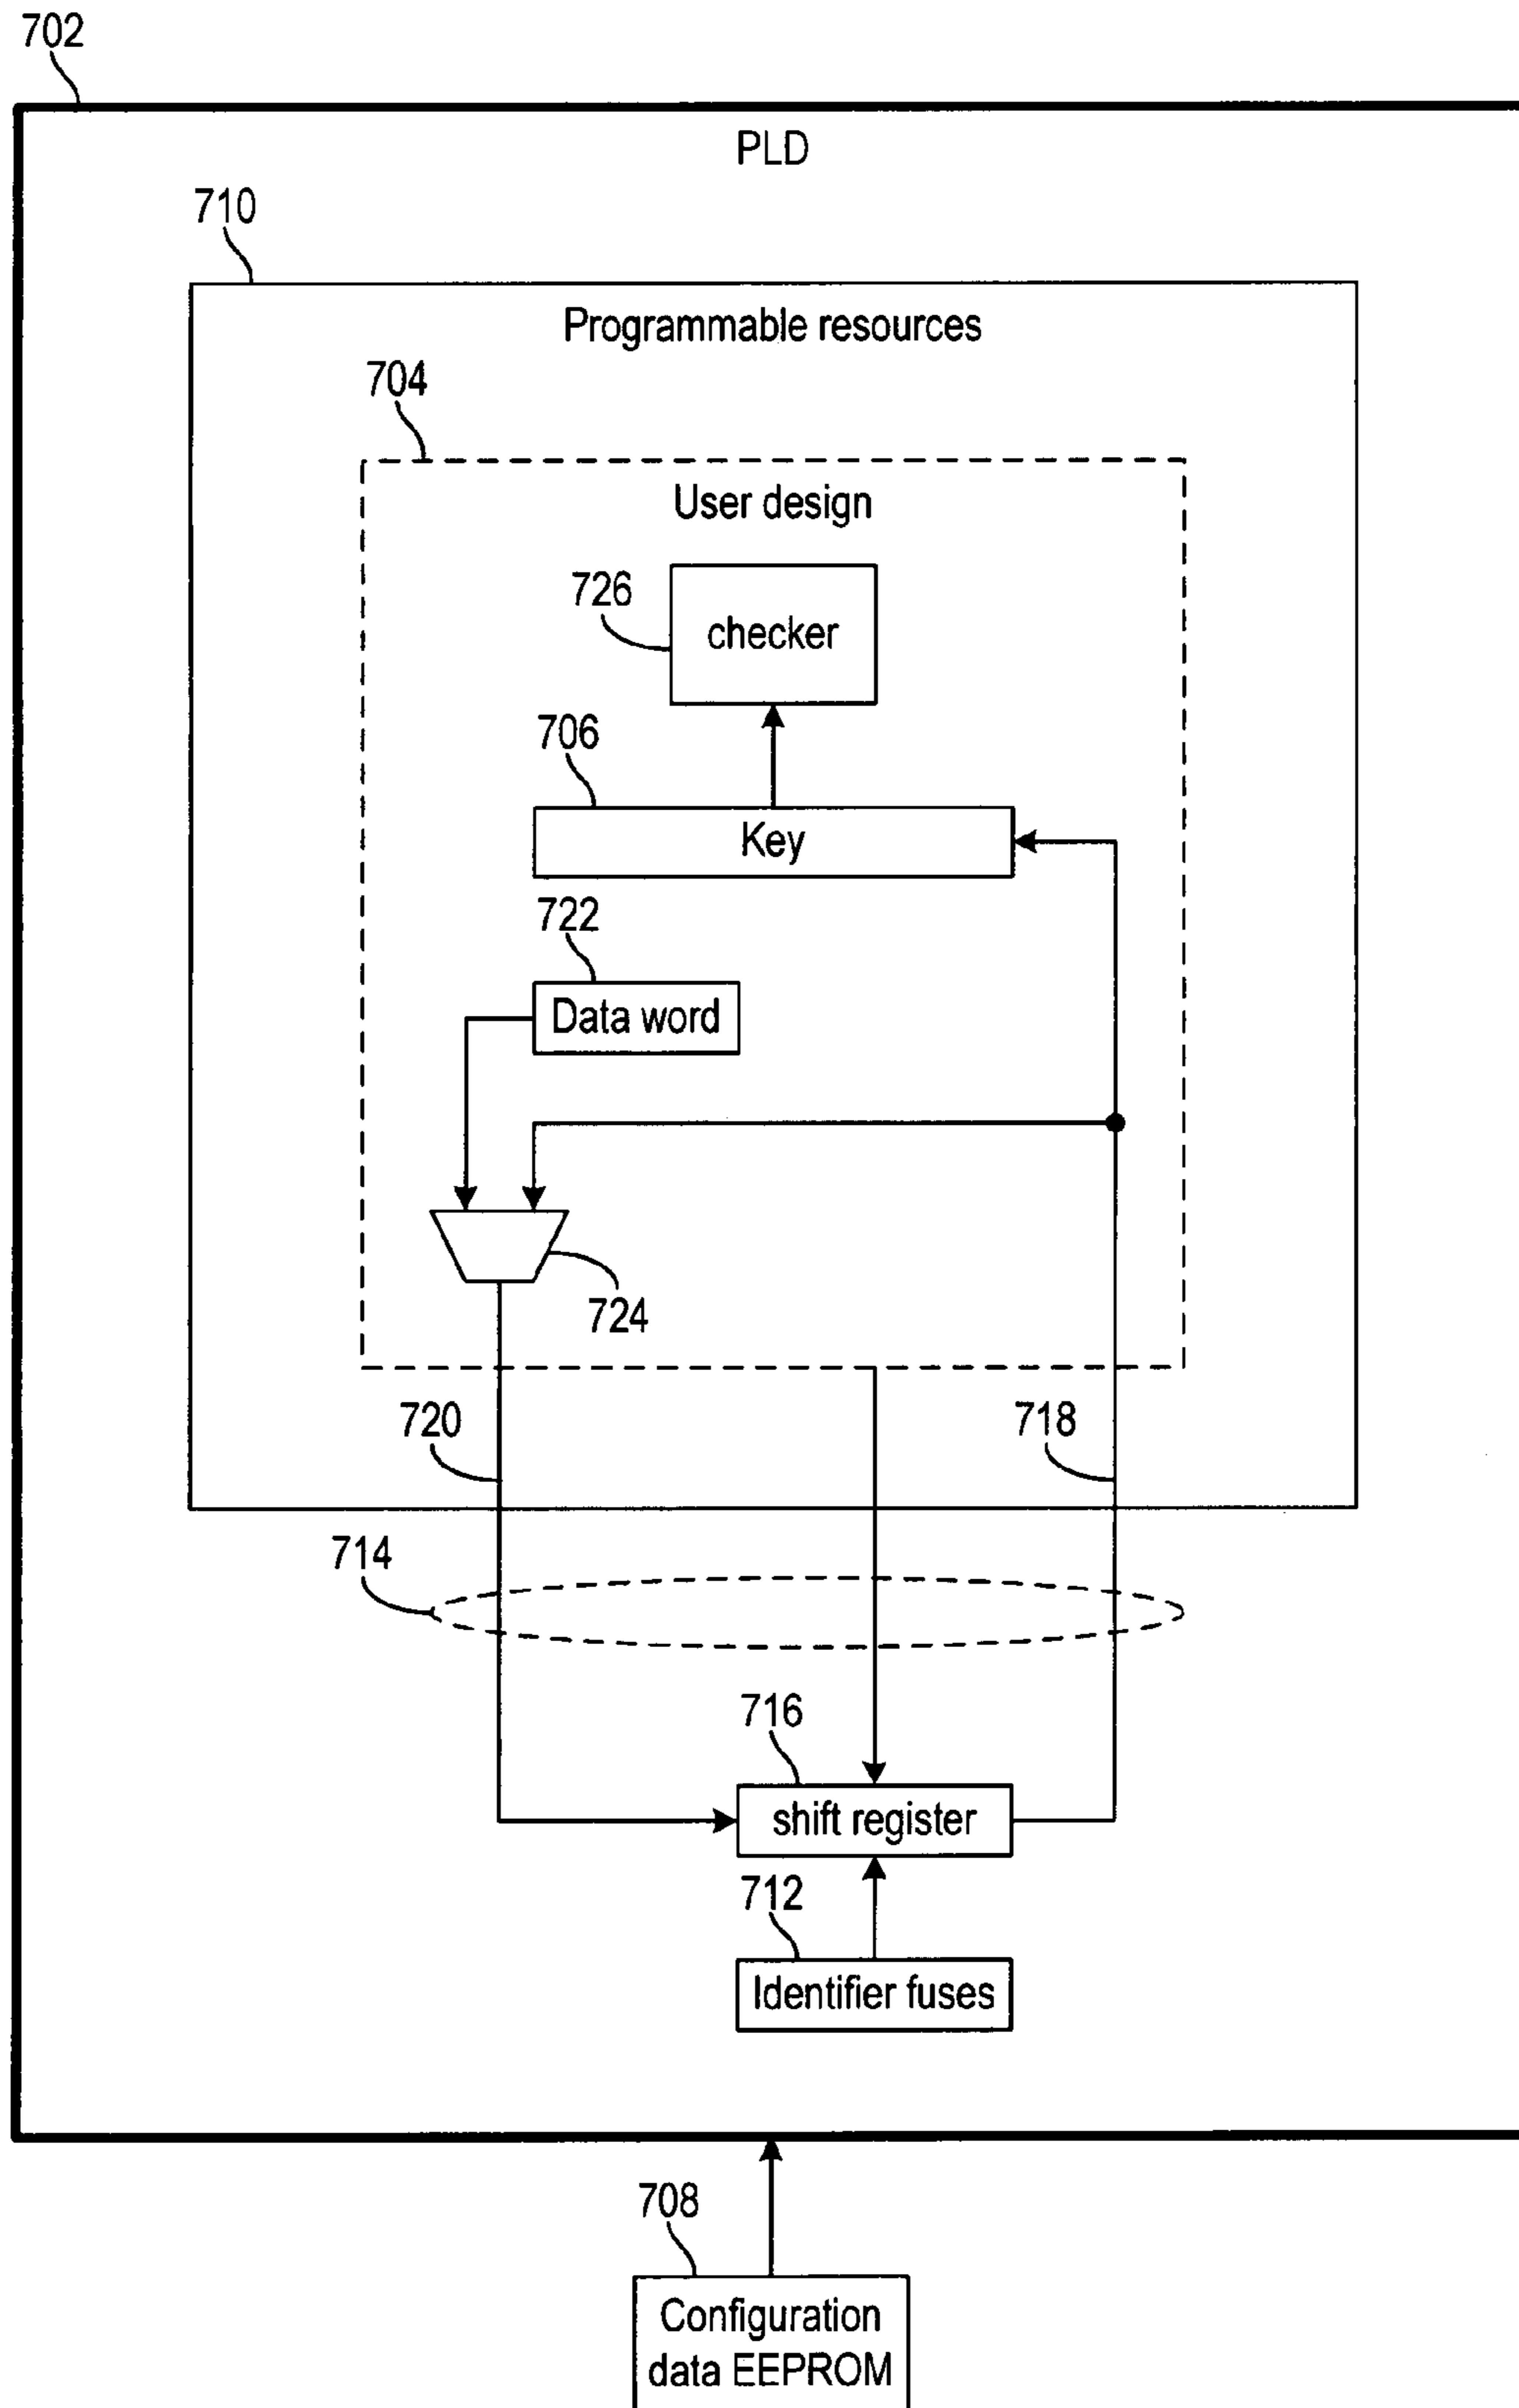 702
PLD
710
Programmable resources
704
User design
726
checker
706
Key
722
Data word
724
720
718
714
716
shift register
712
Identifier fuses
708
Configuration
data EEPROM